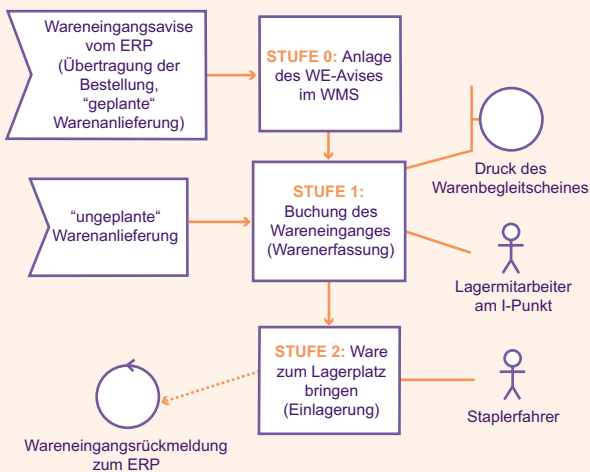 Wareneingangsavise
vom ERP
(Übertragung der
Bestellung,
“geplante“
Warenanlieferung)
STUFE 0: Anlage
des WE-Avises
im WMS
Druck des
Warenbegleitscheines
“ungeplante“
Warenanlieferung
STUFE 1:
Buchung des
Wareneinganges
(Warenerfassung)
Lagermitarbeiter
am I-Punkt
STUFE 2: Ware
zum Lagerplatz
bringen
(Einlagerung)
Staplerfahrer
Wareneingangsrückmeldung
zum ERP